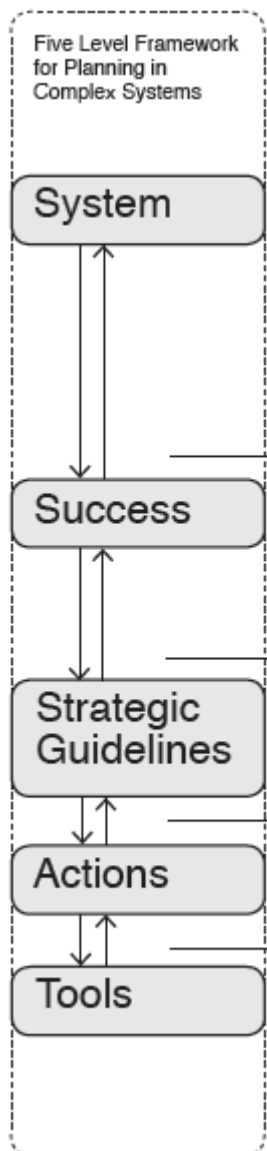 Five Level Framework
for Planning in
Complex Systems
System
Success
Strategic
Guidelines
Actions
Tools